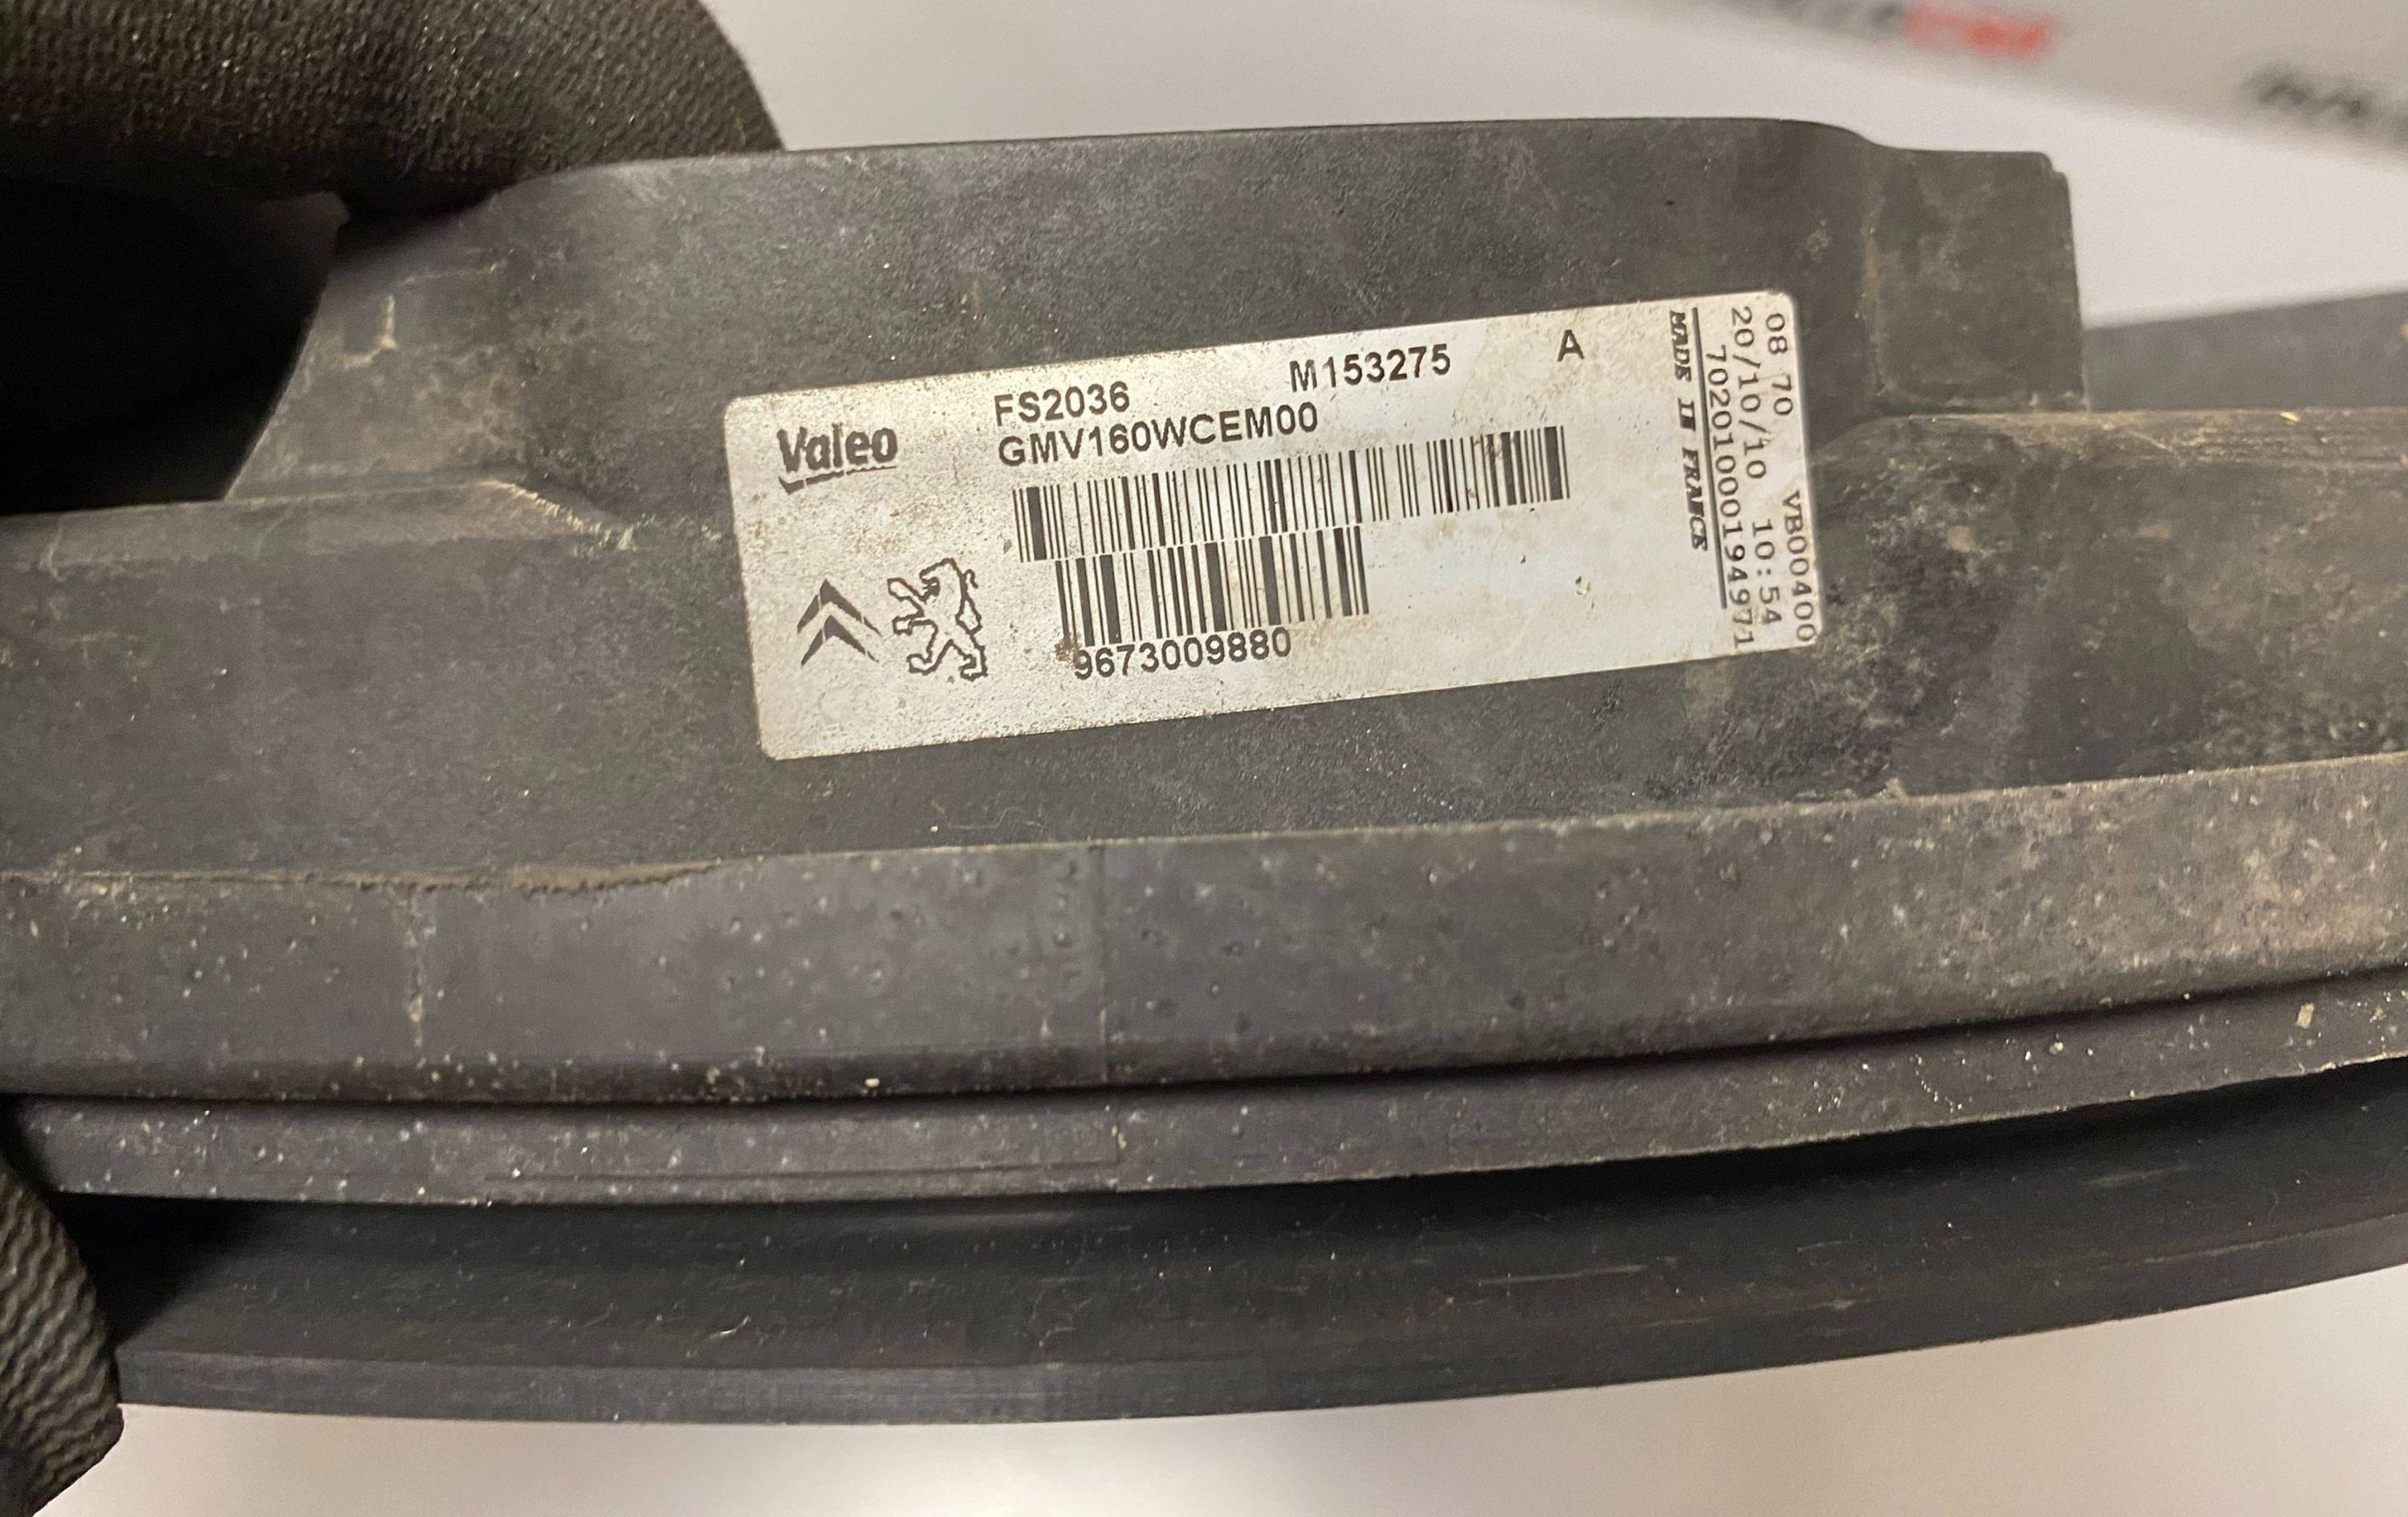 Valeo
FS2036 M153275 A
GMV160WCEM00
9673009880
MADE IN FRANCE
70201000194971
20/10/10 10:54
08 70 VB00400